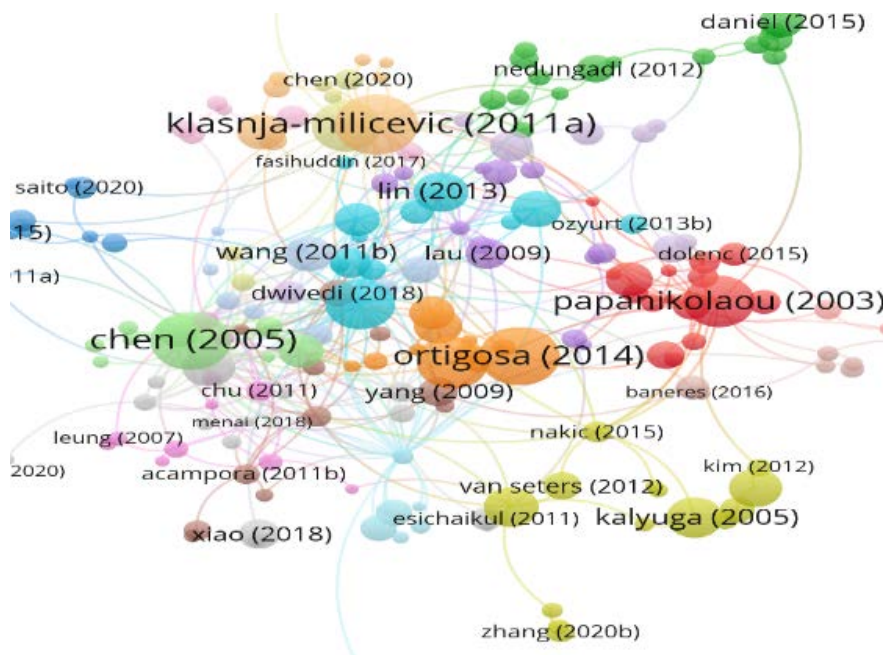 daniel (2015)
nedungadi (2012)
chen (2020)
klasnja-milicevic (2011a)
fasihuddin (2017)
saito (2020)
lin (2013)
15)
ozyurt (2013b)
wang (2011b)
lau (2009)
dolenc (2015)
011a)
dwivedi (2018)
papanikolaou (2003)
chen (2005)
ortigosa (2014)
chu (2011)
yang (2009)
baneres (2016)
menai (2018)
leung (2007)
nakic (2015)
2020)
acampora (2011b)
kim (2012)
van seters (2012)
esichaikul (2011)
kalyuga (2005)
xiao (2018)
zhang (2020b)